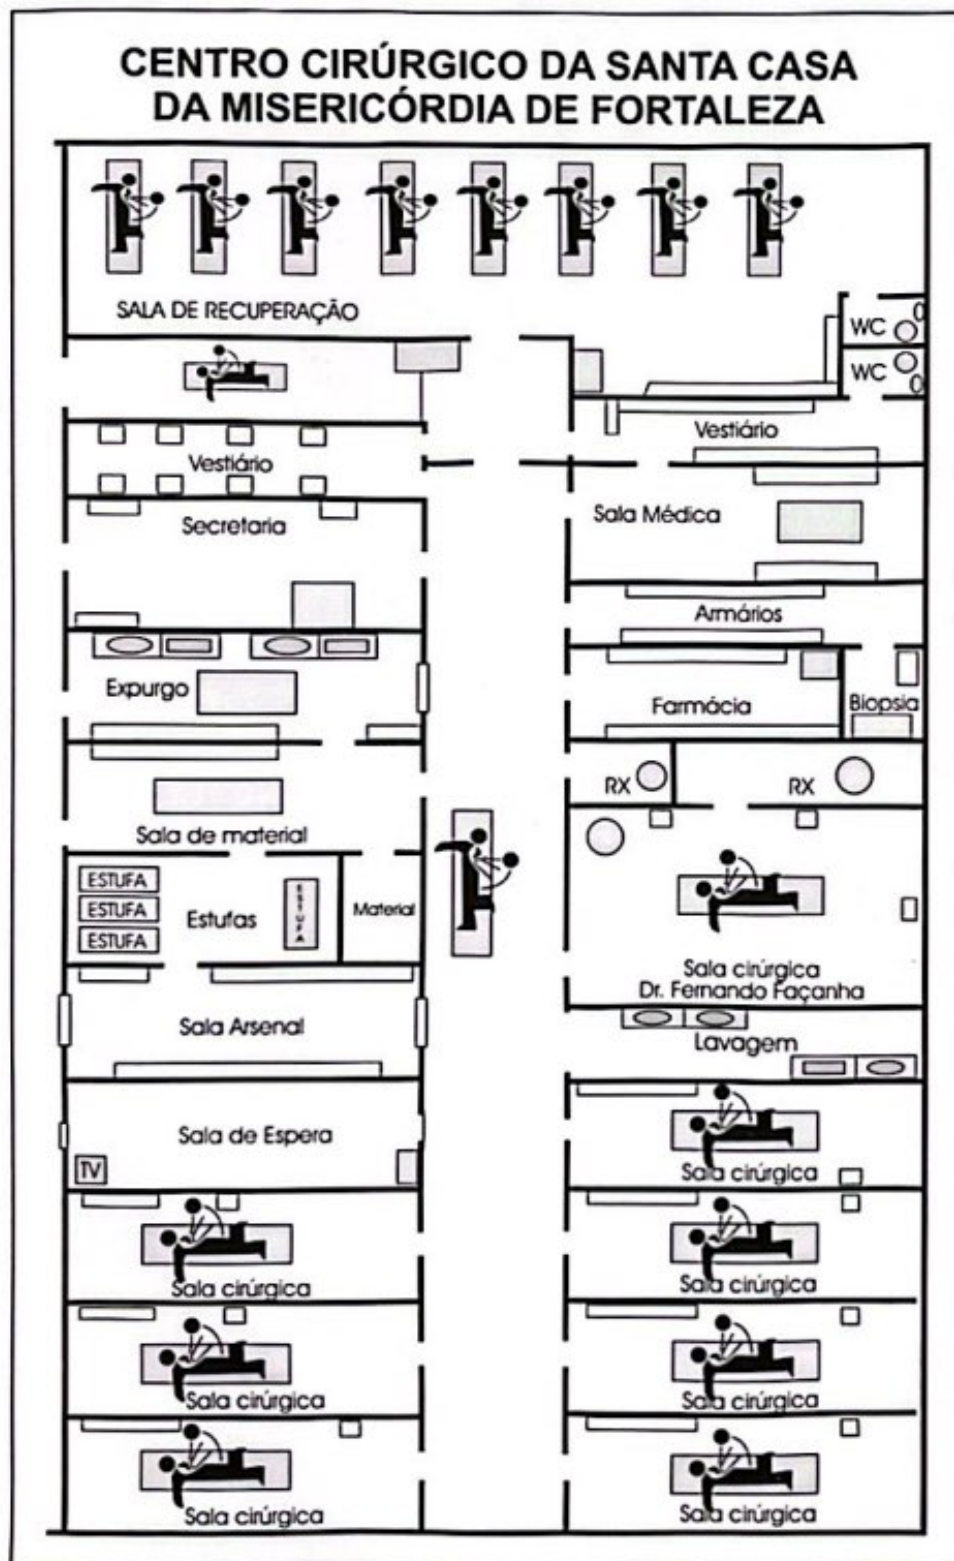 CENTRO CIRÚRGICO DA SANTA CASA
DA MISERICÓRDIA DE FORTALEZA
SALA DE RECUPERAÇÃO
WC
WC
Vestiário
Vestiário
Secretaria
Sala Médica
Armários
Expurgo
Farmácia
Biopsia
RX
RX
Sala de material
ESTUFA
ESTUFA
ESTUFA
Estufas
ESTUFA
Material
Sala cirúrgica
Dr. Fernando Façanha
Sala Arsenal
Lavagem
Sala de Espera
TV
Sala cirúrgica
Sala cirúrgica
Sala cirúrgica
Sala cirúrgica
Sala cirúrgica
Sala cirúrgica
Sala cirúrgica